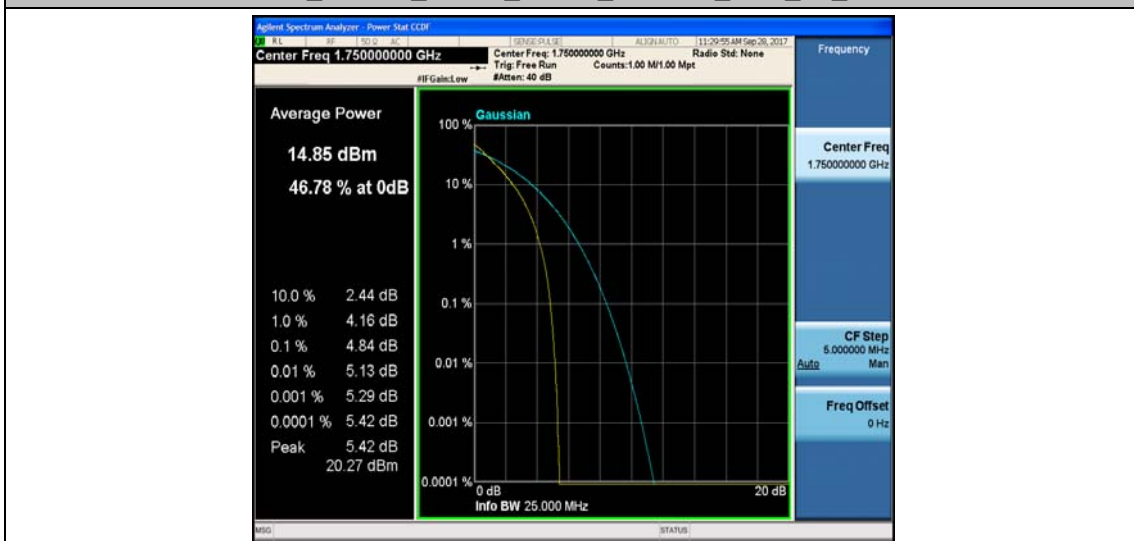 Agilent Spectrum Analyzer - Power Stat CCDF
RL RF 50 Ω AC SENSE:PULSE ALIGN AUTO 11:29:55 AM Sep 28, 2017
Center Freq 1.750000000 GHz
Center Freq: 1.750000000 GHz Radio Std: None
Trig: Free Run Counts:1.00 M/1.00 Mpt
#IFGain:Low #Atten: 40 dB
Frequency
Average Power
14.85 dBm
46.78 % at 0dB
10.0 % 2.44 dB
1.0 % 4.16 dB
0.1 % 4.84 dB
0.01 % 5.13 dB
0.001 % 5.29 dB
0.0001 % 5.42 dB
Peak 5.42 dB
20.27 dBm
Gaussian
100 %
10 %
1 %
0.1 %
0.01 %
0.001 %
0.0001 %
0 dB 20 dB
Info BW 25.000 MHz
Center Freq
1.750000000 GHz
CF Step
5.000000 MHz
Auto Man
Freq Offset
0 Hz
MSG STATUS